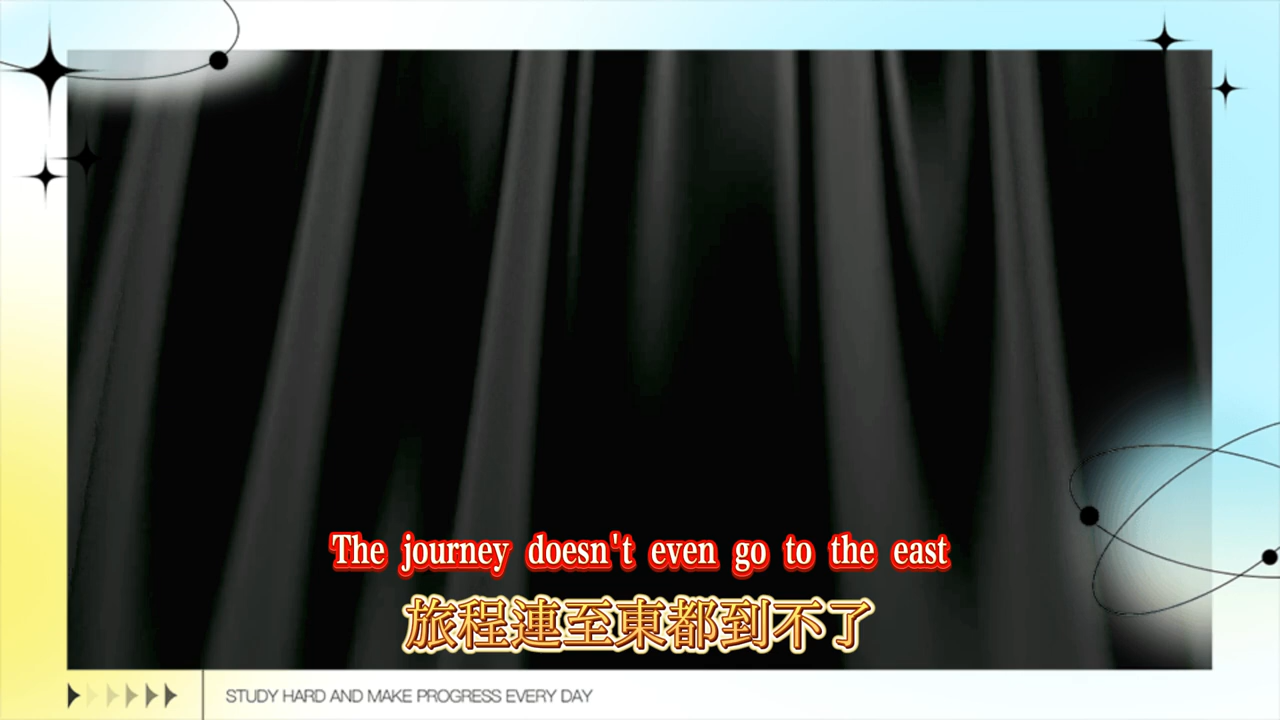 The journey doesn't even go to the east
旅程連至東都到不了
STUDY HARD AND MAKE PROGRESS EVERY DAY